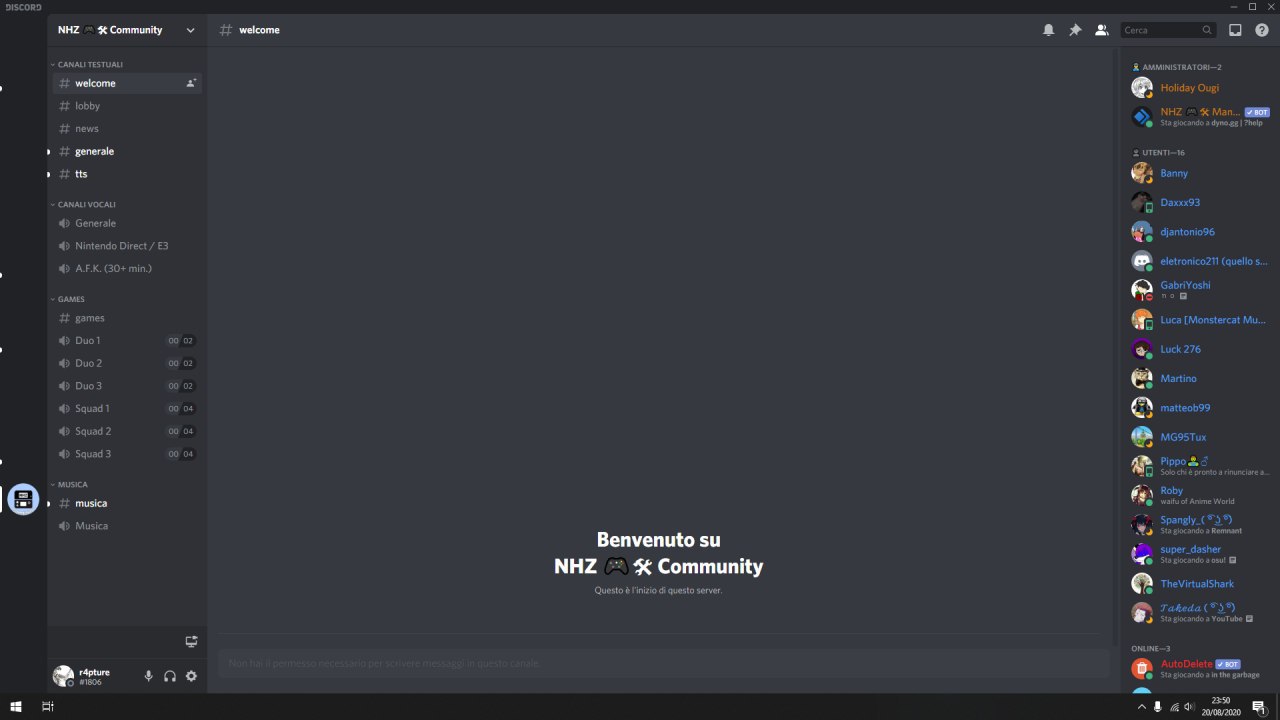 DISCORD
NHZ 🎮🛠 Community
CANALI TESTUALI
# welcome
# lobby
# news
# generale
# tts
CANALI VOCALI
Generale
Nintendo Direct / E3
A.F.K. (30+ min.)
GAMES
# games
Duo 1 00 02
Duo 2 00 02
Duo 3 00 02
Squad 1 00 04
Squad 2 00 04
Squad 3 00 04
MUSICA
# musica
Musica
r4pture
#1806
# welcome
Cerca
Benvenuto su
NHZ 🎮🛠 Community
Questo è l'inizio di questo server.
Non hai il permesso necessario per scrivere messaggi in questo canale.
AMMINISTRATORI—2
Holiday Ougi
NHZ 🎮🛠 Man... ✓ BOT
Sta giocando a dyno.gg | ?help
UTENTI—16
Banny
Daxxx93
djantonio96
eletronico211 (quello s...
GabriYoshi
Luca [Monstercat Mu...
Luck 276
Martino
matteob99
MG95Tux
Pippo
Solo chi è pronto a rinunciare a...
Roby
waifu of Anime World
Spangly_( ͡° ͜ʖ ͡°)
Sta giocando a Remnant
super_dasher
Sta giocando a osu!
TheVirtualShark
𝓣𝓪𝓴𝓮𝓭𝓪 ( ͡° ͜ʖ ͡°)
Sta giocando a YouTube
ONLINE—3
AutoDelete ✓ BOT
Sta giocando a in the garbage
23:50
20/08/2020